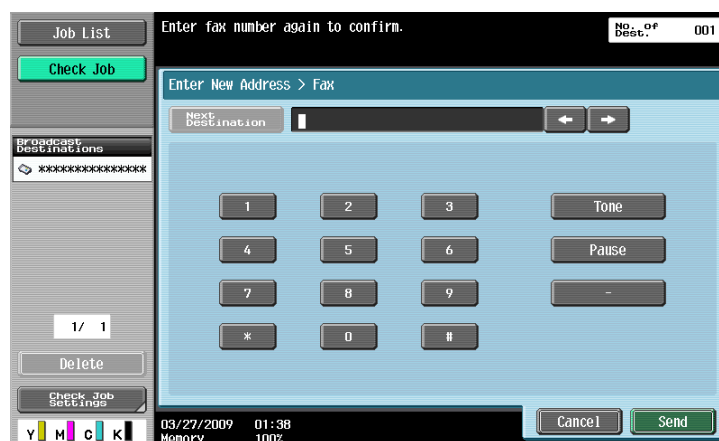 Job List
Check Job
Enter fax number again to confirm.
No. of
Dest.
001
Enter New Address > Fax
Next
Destination
← →
Broadcast
Destinations
***************
1 2 3 Tone
4 5 6 Pause
7 8 9 -
* 0 #
1/ 1
Delete
Check Job
Settings
Y M C K
03/27/2009 01:38
Memory 100%
Cancel
Send